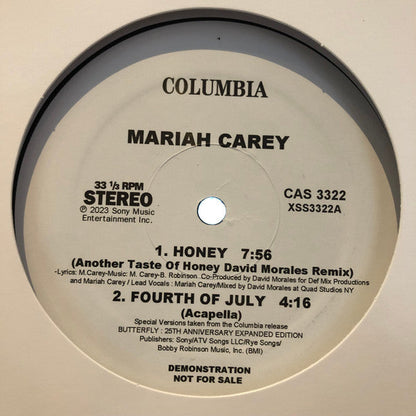 COLUMBIA
MARIAH CAREY
33 ⅓ RPM
STEREO
℗ 2023 Sony Music
Entertainment Inc.
CAS 3322
XSS3322A
1. HONEY 7:56
(Another Taste Of Honey David Morales Remix)
-Lyrics: M.Carey-Music: M. Carey-B. Robinson. Co-Produced by David Morales for Def Mix Productions
and Mariah Carey / Lead Vocals : Mariah Carey/Mixed by David Morales at Quad Studios NY
2. FOURTH OF JULY 4:16
(Acapella)
Special Versions taken from the Columbia release
BUTTERFLY : 25TH ANNIVERSARY EXPANDED EDITION
Publishers: Sony/ATV Songs LLC/Rye Songs/
Bobby Robinson Music, Inc. (BMI)
DEMONSTRATION
NOT FOR SALE